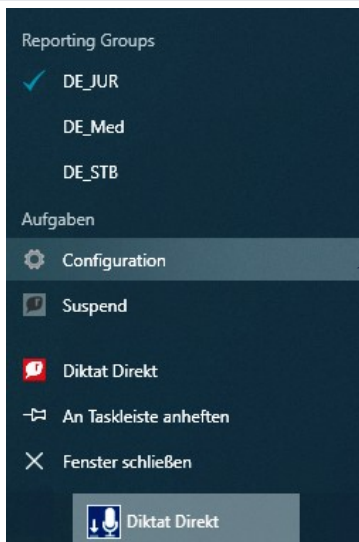 Reporting Groups
DE_JUR
DE_Med
DE_STB
Aufgaben
Configuration
Suspend
Diktat Direkt
An Taskleiste anheften
Fenster schließen
Diktat Direkt